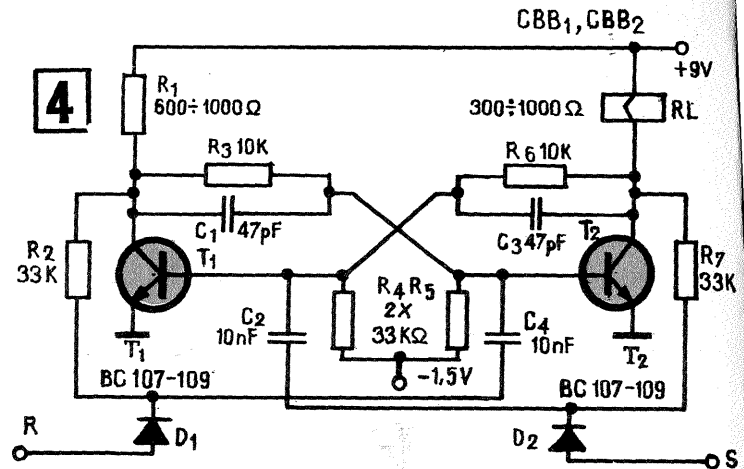 CBB1, CBB2
+9V
4
R1
600÷1000Ω
300÷1000Ω
RL
R3 10K
R6 10K
C1 47pF
C3 47pF
R2
33K
T1
T2
R7
33K
R4 R5
2X
33KΩ
C2
10nF
C4
10nF
T1
T2
-1,5V
BC 107-109
BC 107-109
R
D1
D2
S